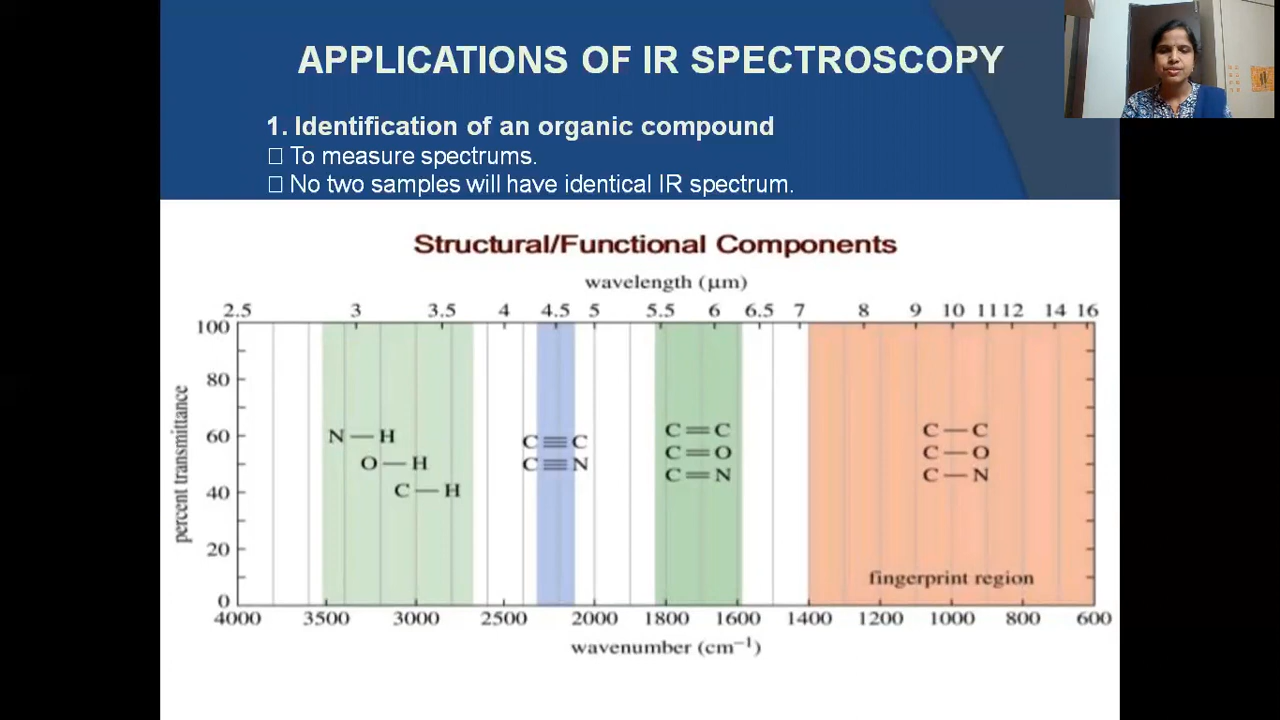 APPLICATIONS OF IR SPECTROSCOPY
1. Identification of an organic compound
□ To measure spectrums.
□ No two samples will have identical IR spectrum.
Structural/Functional Components
wavelength (μm)
2.5 3 3.5 4 4.5 5 5.5 6 6.5 7 8 9 10 11 12 14 16
percent transmittance
100
80
60
40
20
0
N — H
O — H
C — H
C ≡ C
C ≡ N
C = C
C = O
C = N
C — C
C — O
C — N
fingerprint region
4000 3500 3000 2500 2000 1800 1600 1400 1200 1000 800 600
wavenumber (cm⁻¹)